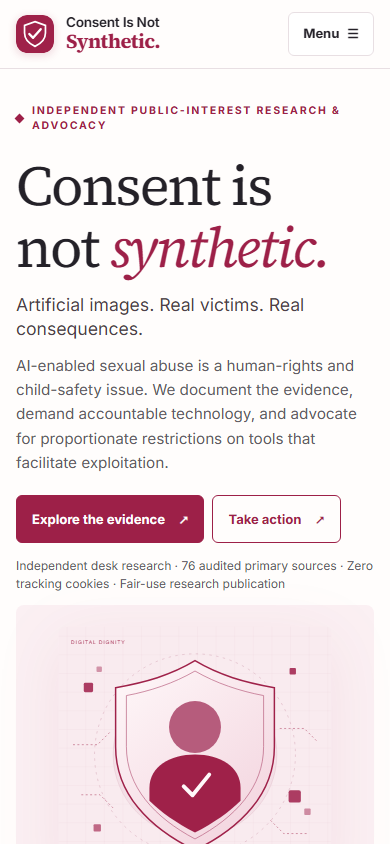 Consent Is Not
Synthetic.
Menu ☰
INDEPENDENT PUBLIC-INTEREST RESEARCH &
ADVOCACY
Consent is
not synthetic.
Artificial images. Real victims. Real
consequences.
AI-enabled sexual abuse is a human-rights and
child-safety issue. We document the evidence,
demand accountable technology, and advocate
for proportionate restrictions on tools that
facilitate exploitation.
Explore the evidence ↗
Take action ↗
Independent desk research · 76 audited primary sources · Zero
tracking cookies · Fair-use research publication
DIGITAL DIGNITY